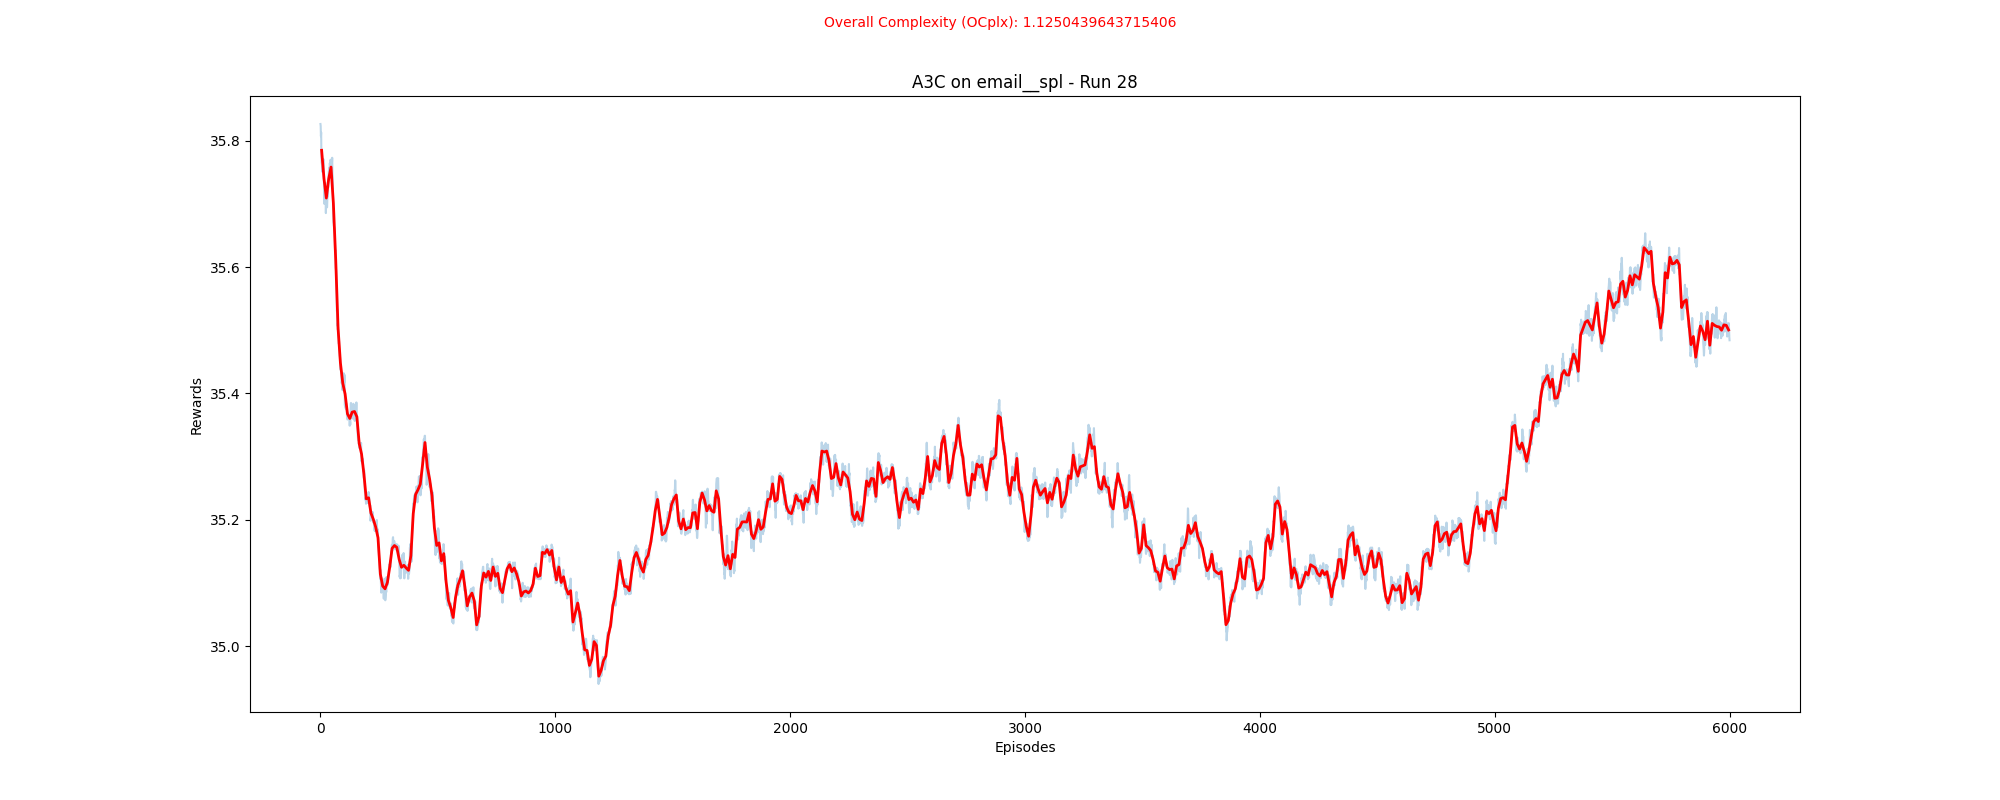 Overall Complexity (OCplx): 1.1250439643715406
A3C on email__spl - Run 28
35.8
35.6
35.4
35.2
35.0
Rewards
0 1000 2000 3000 4000 5000 6000
Episodes